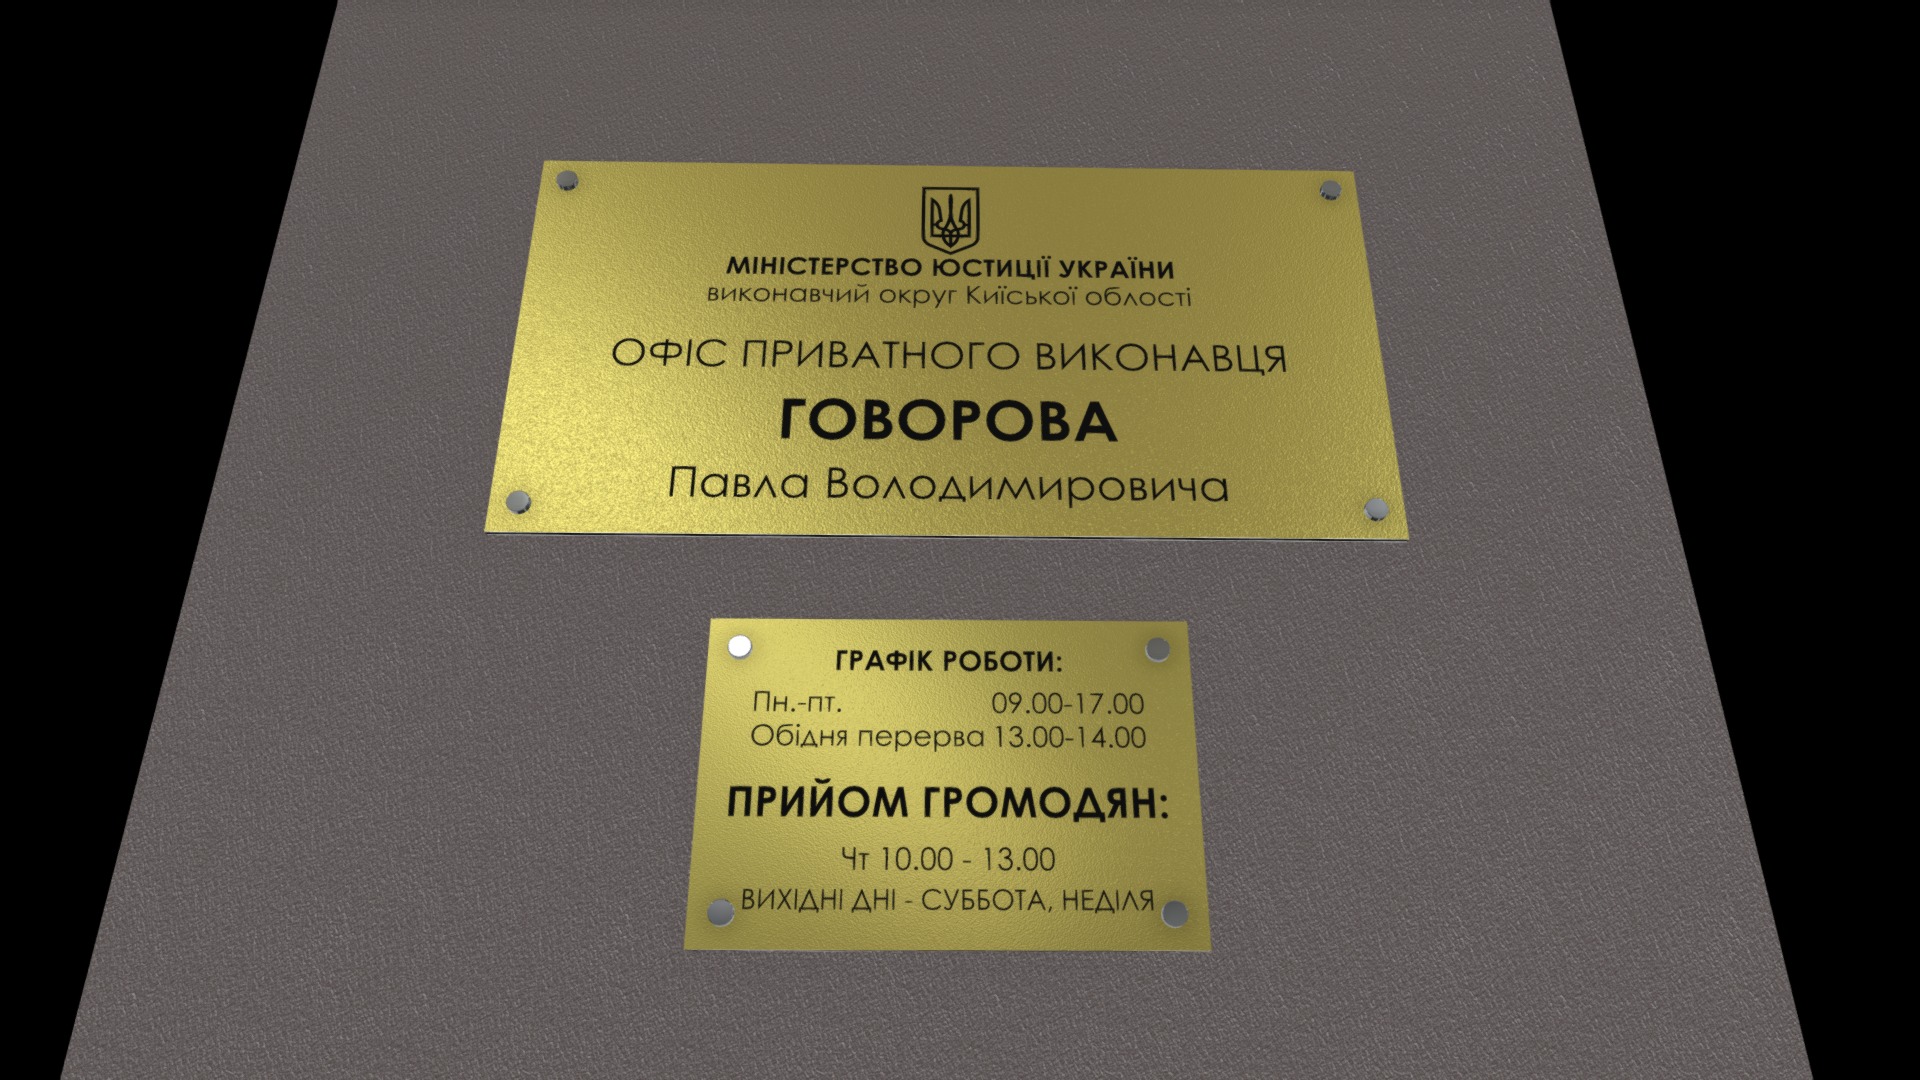 МІНІСТЕРСТВО ЮСТИЦІЇ УКРАЇНИ
виконавчий округ Київської області
ОФІС ПРИВАТНОГО ВИКОНАВЦЯ
ГОВОРОВА
Павла Володимировича
ГРАФІК РОБОТИ:
Пн.-пт. 09.00-17.00
Обідня перерва 13.00-14.00
ПРИЙОМ ГРОМОДЯН:
Чт 10.00 - 13.00
ВИХІДНІ ДНІ - СУББОТА, НЕДІЛЯ